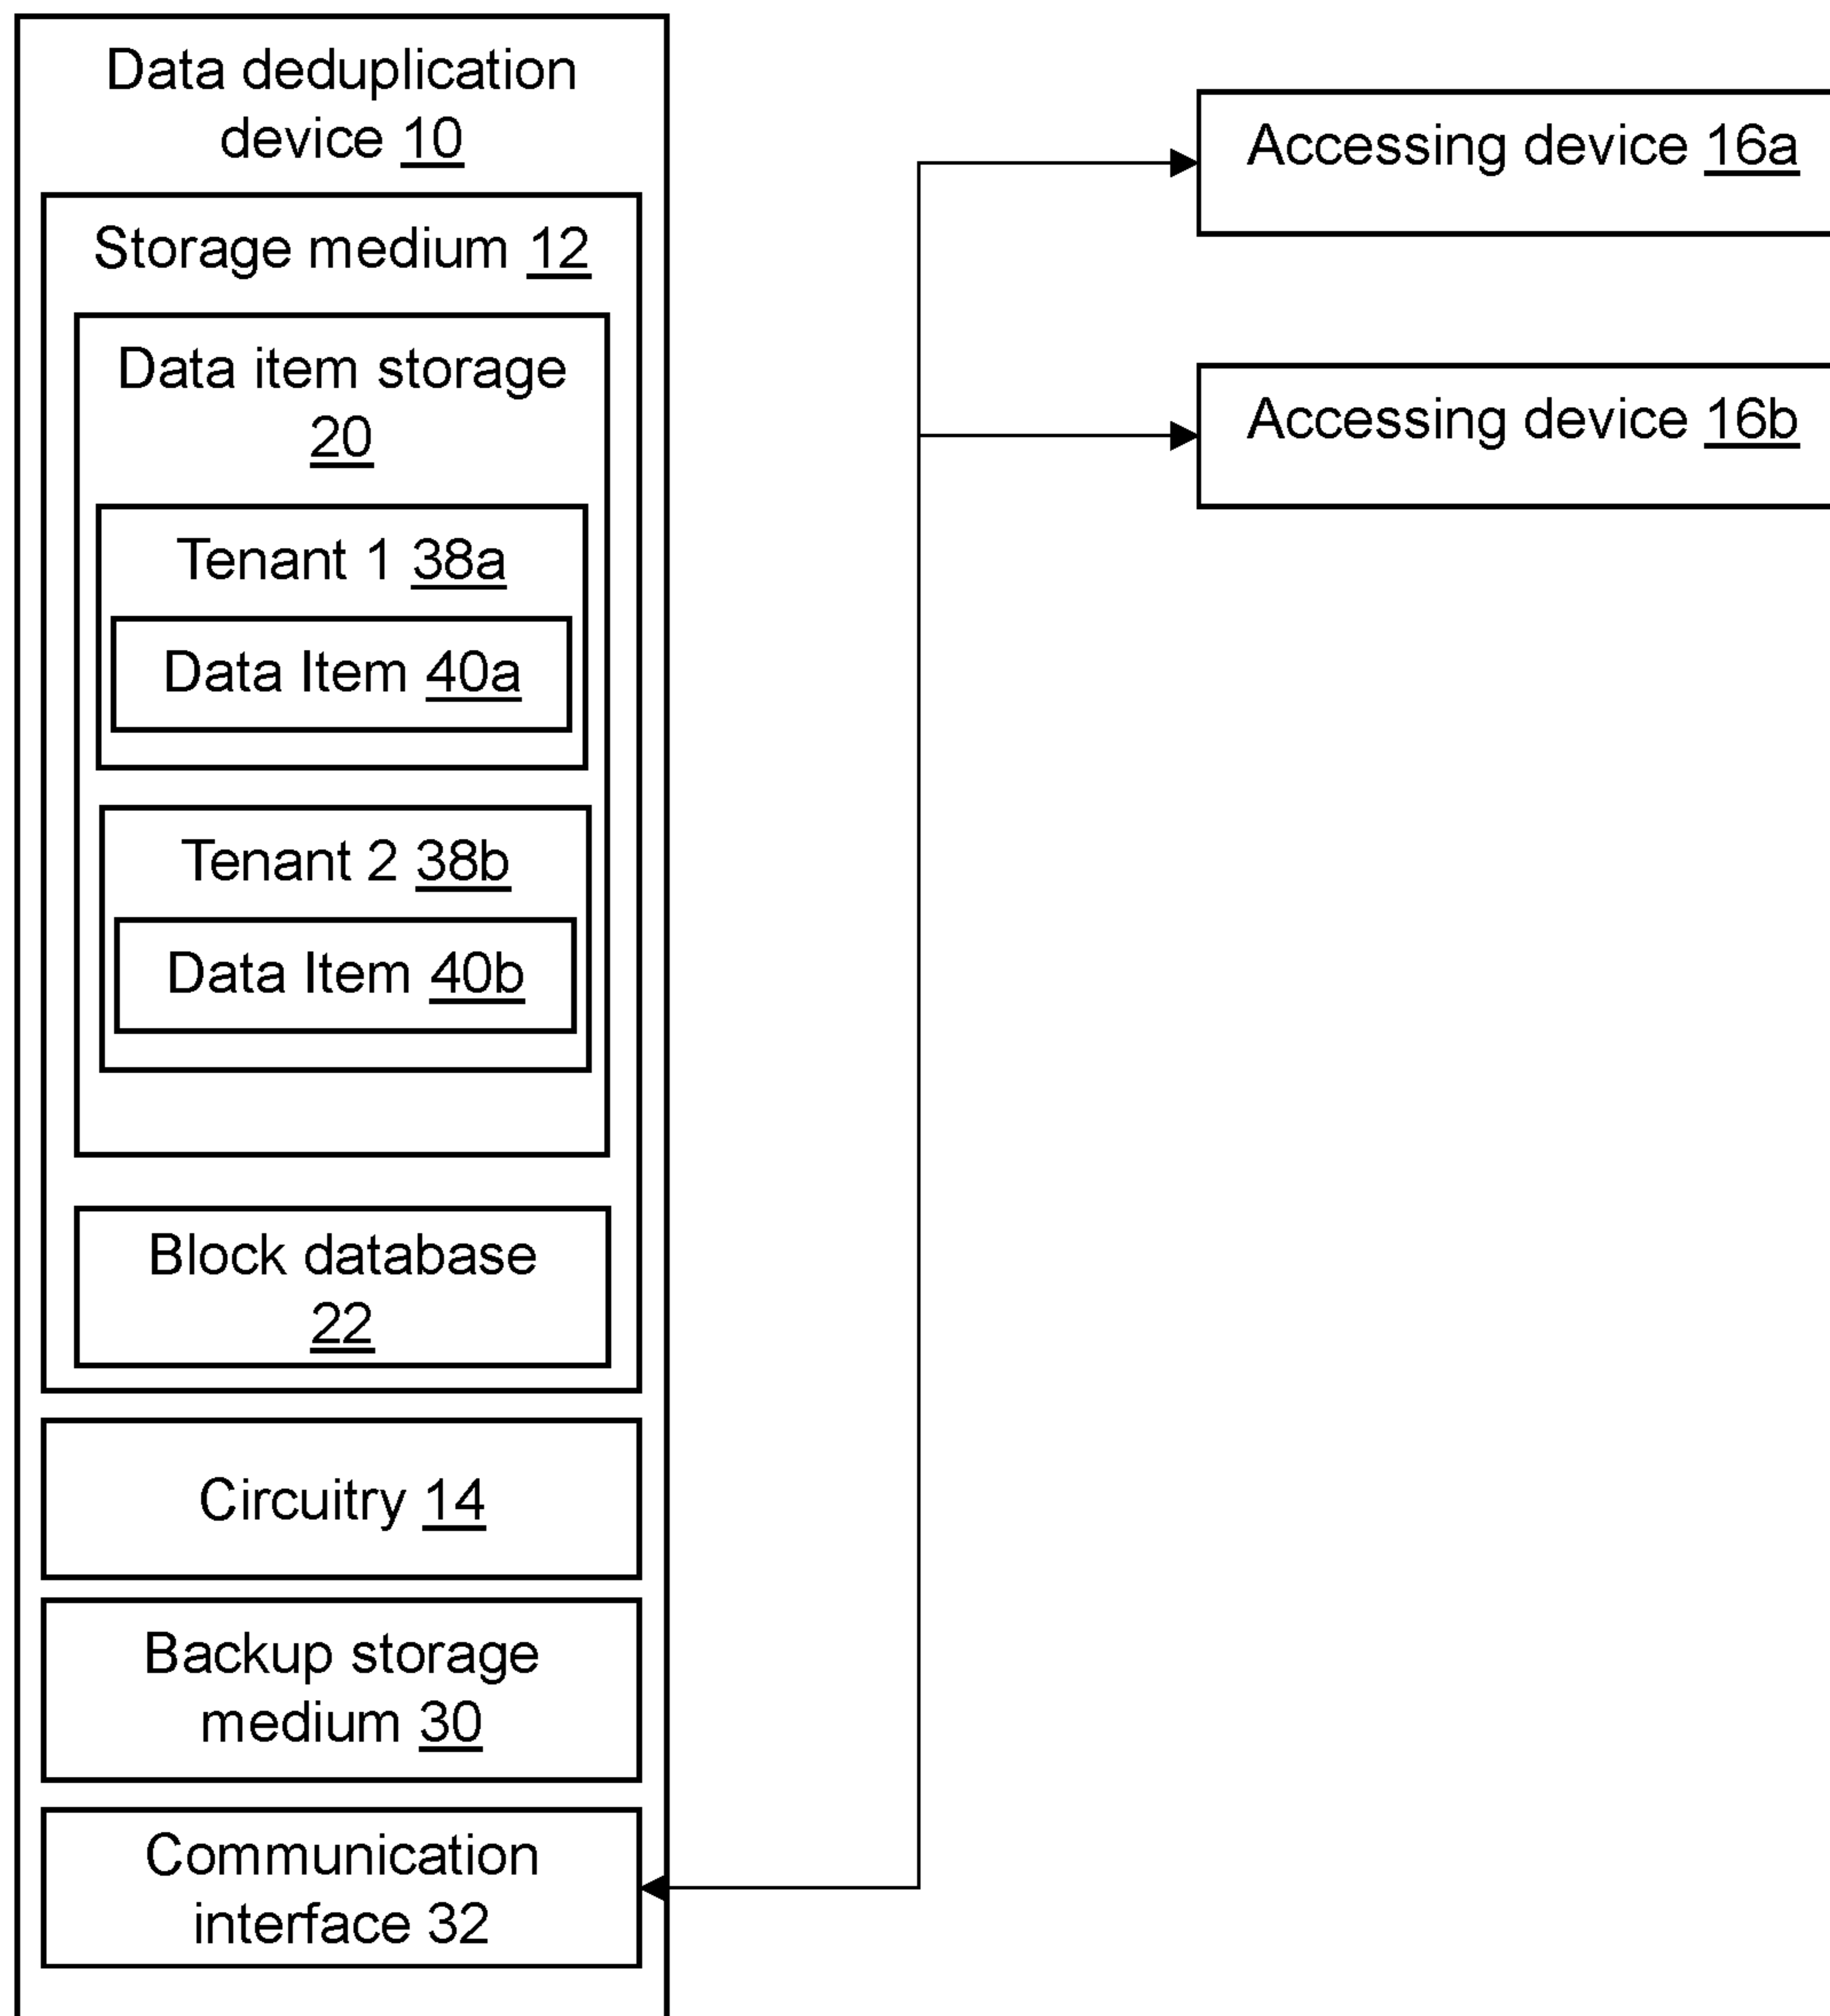 Data deduplication
device 10
Storage medium 12
Data item storage
20
Tenant 1 38a
Data Item 40a
Tenant 2 38b
Data Item 40b
Block database
22
Circuitry 14
Backup storage
medium 30
Communication
interface 32
Accessing device 16a
Accessing device 16b